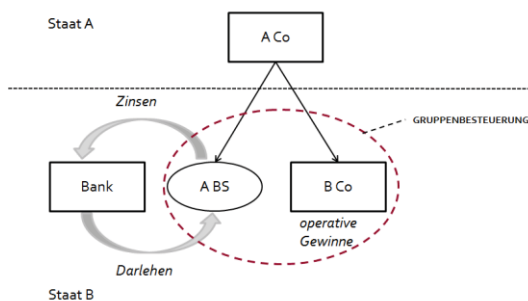 Staat A
A Co
Zinsen
GRUPPENBESTEUERUNG
Bank
A BS
B Co
operative
Gewinne
Darlehen
Staat B